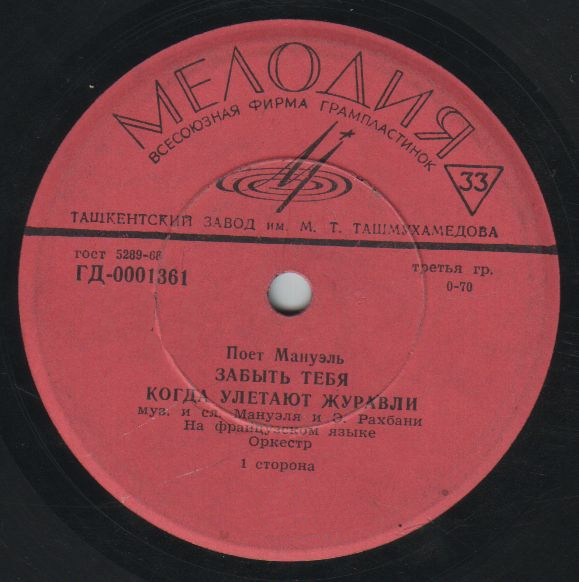 МЕЛОДИЯ
ВСЕСОЮЗНАЯ ФИРМА ГРАМПЛАСТИНОК
33
ТАШКЕНТСКИЙ ЗАВОД им. М. Т. ТАШМУХАМЕДОВА
гост 5289-68
ГД-0001361
третья гр.
0-70
Поет Мануэль
ЗАБЫТЬ ТЕБЯ
КОГДА УЛЕТАЮТ ЖУРАВЛИ
муз. и сл. Мануэля и Э. Рахбани
На французском языке
Оркестр
1 сторона